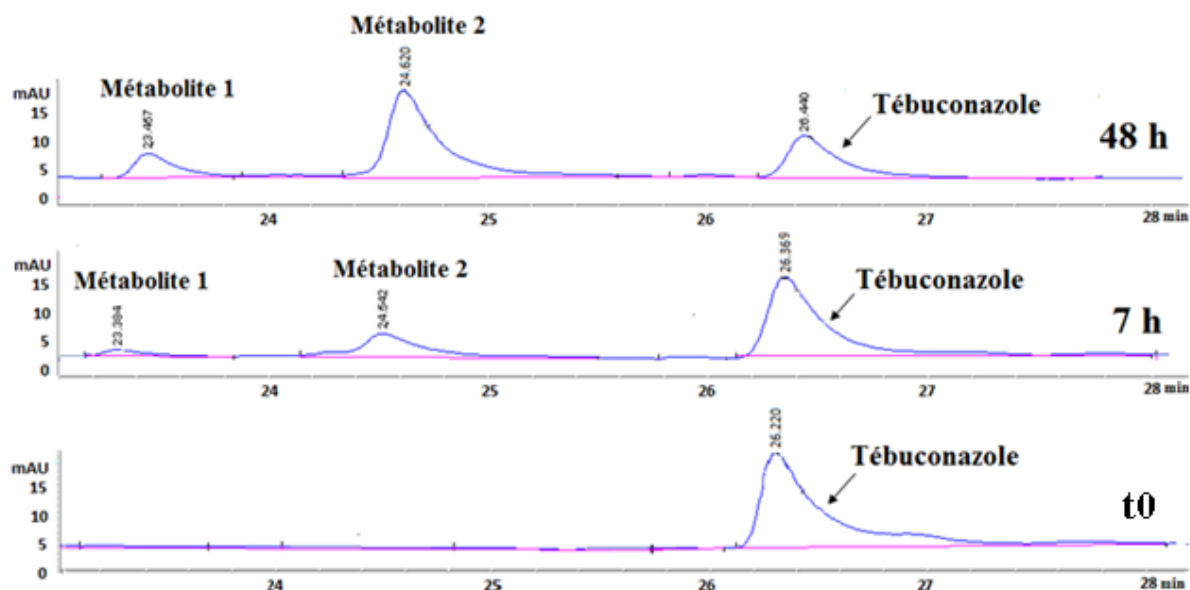 Métabolite 2
24.620
Métabolite 1
23.467
26.440
Tébuconazole
48 h
mAU
15
10
5
0
24 25 26 27 28 min
Métabolite 2
Métabolite 1
26.369
Tébuconazole
7 h
23.384
24.542
mAU
15
10
5
0
24 25 26 27 28 min
26.220
Tébuconazole
t0
mAU
15
10
5
0
24 25 26 27 28 min